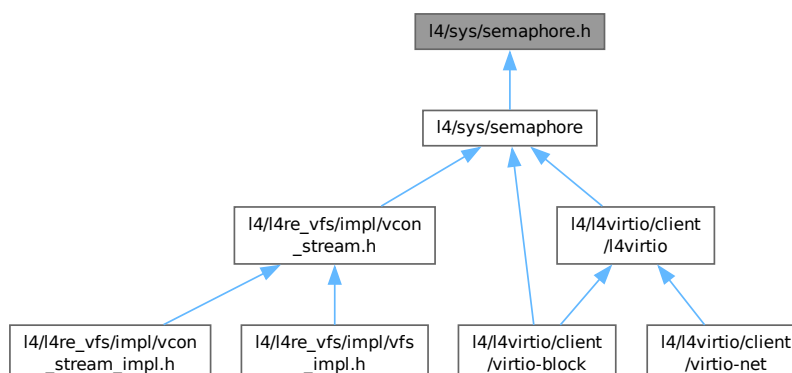 l4/sys/semaphore.h
l4/sys/semaphore
l4/l4re_vfs/impl/vcon
_stream.h
l4/l4virtio/client
/l4virtio
l4/l4re_vfs/impl/vcon
_stream_impl.h
l4/l4re_vfs/impl/vfs
_impl.h
l4/l4virtio/client
/virtio-block
l4/l4virtio/client
/virtio-net